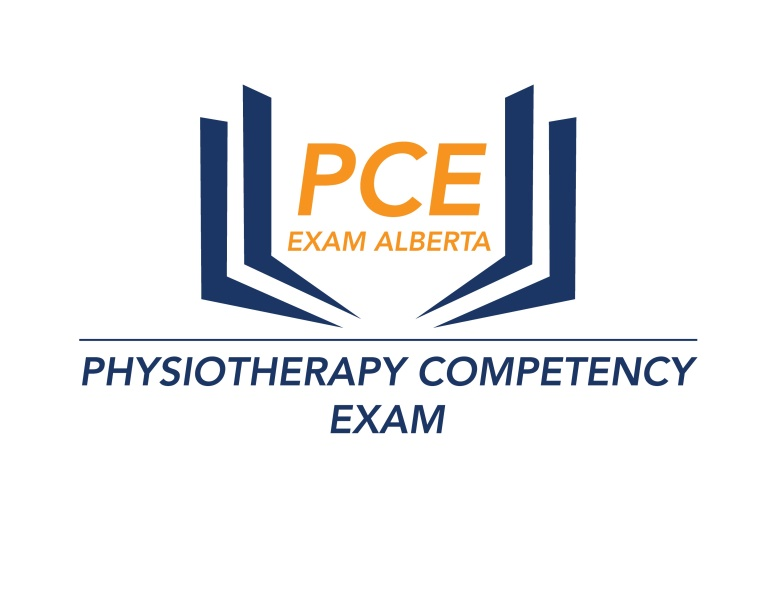 PCE
EXAM ALBERTA
PHYSIOTHERAPY COMPETENCY
EXAM